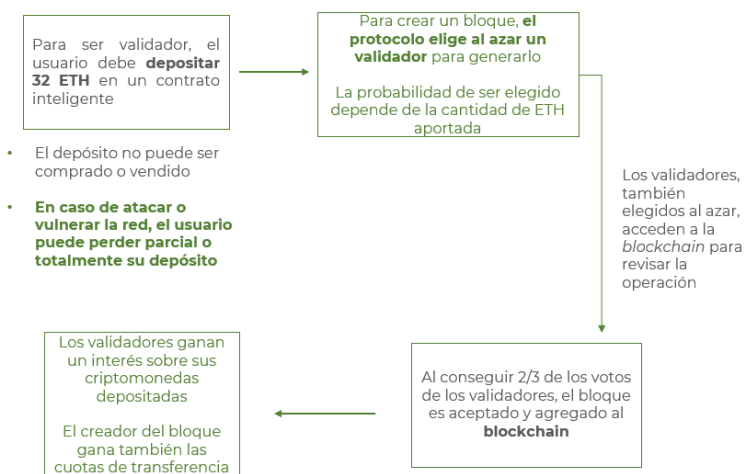 Para ser validador, el
usuario debe depositar
32 ETH en un contrato
inteligente
• El depósito no puede ser
comprado o vendido
• En caso de atacar o
vulnerar la red, el usuario
puede perder parcial o
totalmente su depósito
Para crear un bloque, el
protocolo elige al azar un
validador para generarlo
La probabilidad de ser elegido
depende de la cantidad de ETH
aportada
Los validadores,
también
elegidos al azar,
acceden a la
blockchain para
revisar la
operación
Al conseguir 2/3 de los votos
de los validadores, el bloque
es aceptado y agregado al
blockchain
Los validadores ganan
un interés sobre sus
criptomonedas
depositadas
El creador del bloque
gana también las
cuotas de transferencia